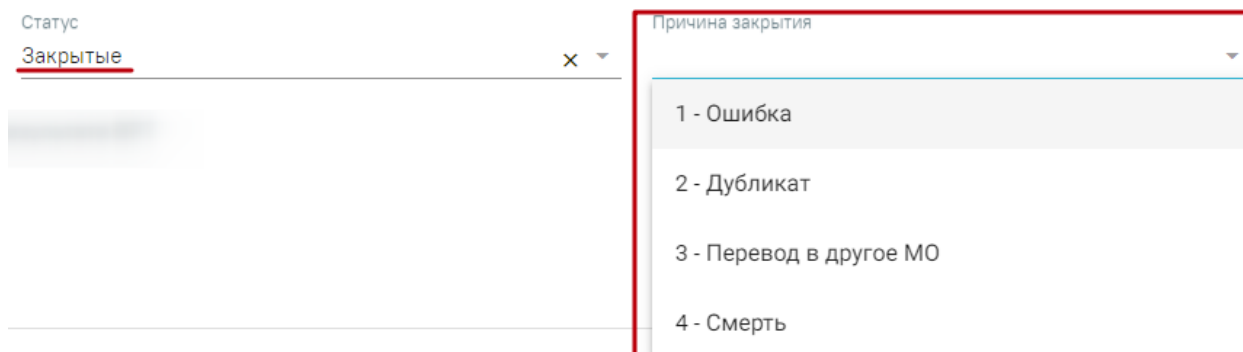 Статус
Закрытые
Причина закрытия
1 - Ошибка
2 - Дубликат
3 - Перевод в другое МО
4 - Смерть